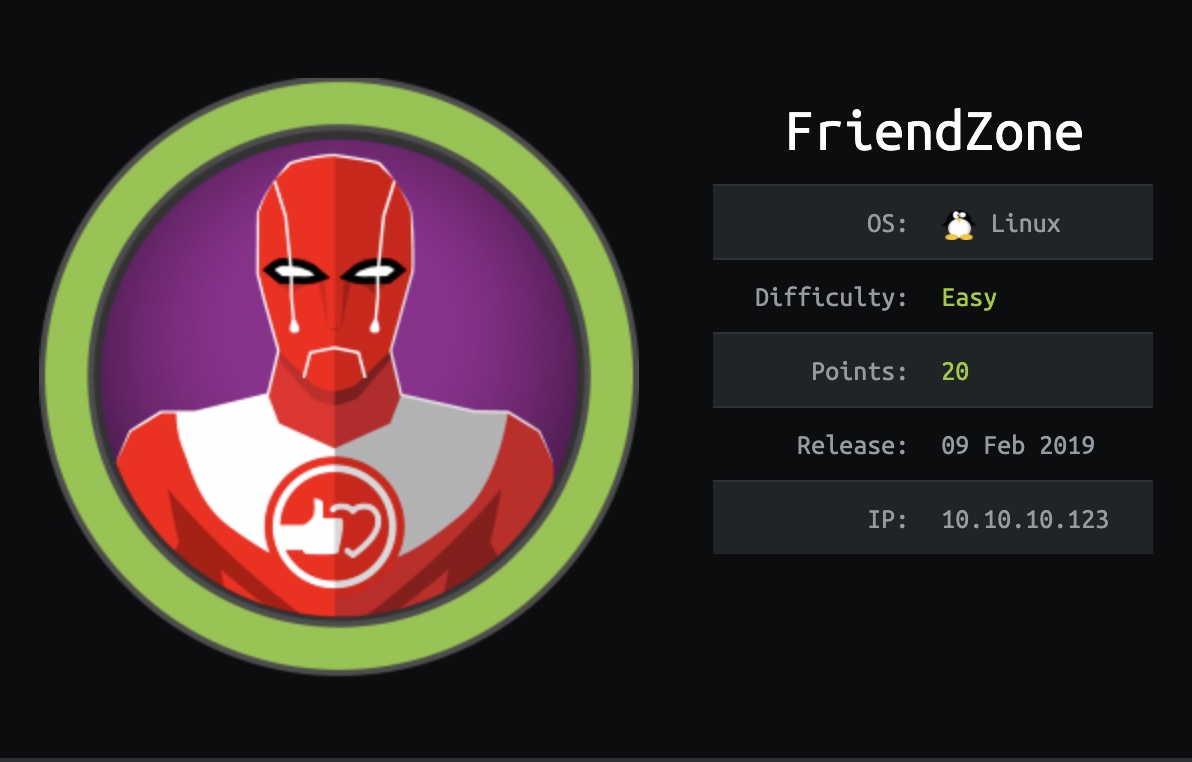 FriendZone
OS: Linux
Difficulty: Easy
Points: 20
Release: 09 Feb 2019
IP: 10.10.10.123